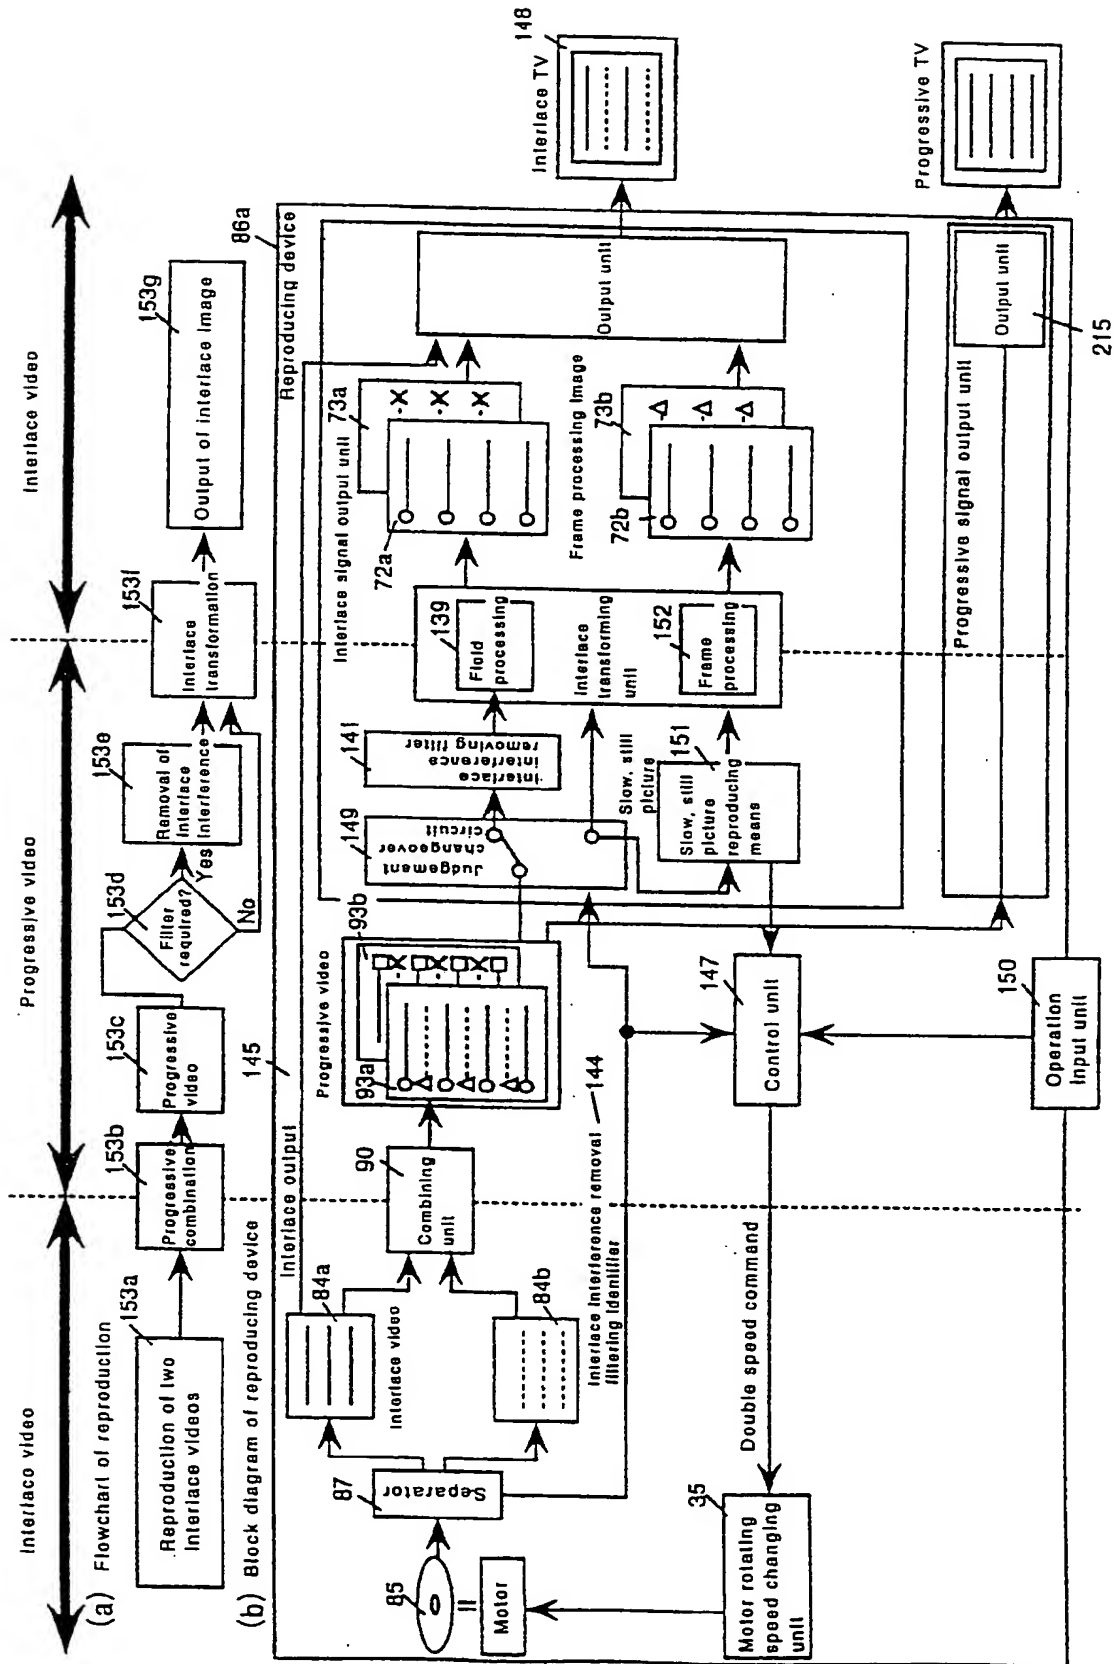 Interlaco video
Progressive video
Interlace video
(a) Flowchart of reproduction
153a
Reproduction of two
Interlace videos
153b
Progressive
combination
153c
Progressive
video
153d
Filter
required?
Yes
No
153e
Removal of
Interlace
Interference
153f
Interlace
transformation
153g
Output of interlace image
(b) Block diagram of reproducing device
Reproducing device
86a
Interlace output
145
85
Motor
87
Separator
84a
Interlace video
84b
90
Combining
unit
Progressive video
93a
93b
Interlace Interference removal
filtering identifier
144
149
Judgement
changeover
circuit
141
interlace
interference
removing filter
Slow, still
picture
Slow, still
picture
reproducing
means
151
Interlace signal output unit
139
Fluid
processing
Interlace
transforming
unit
152
Frame
processing
72a
73a
Frame processing Image
72b
73b
Output unit
Interlace TV
148
Progressive TV
Progressive signal output unit
Output unit
215
35
Motor rotating
speed changing
unit
Double speed command
147
Control unit
150
Operation
Input unit